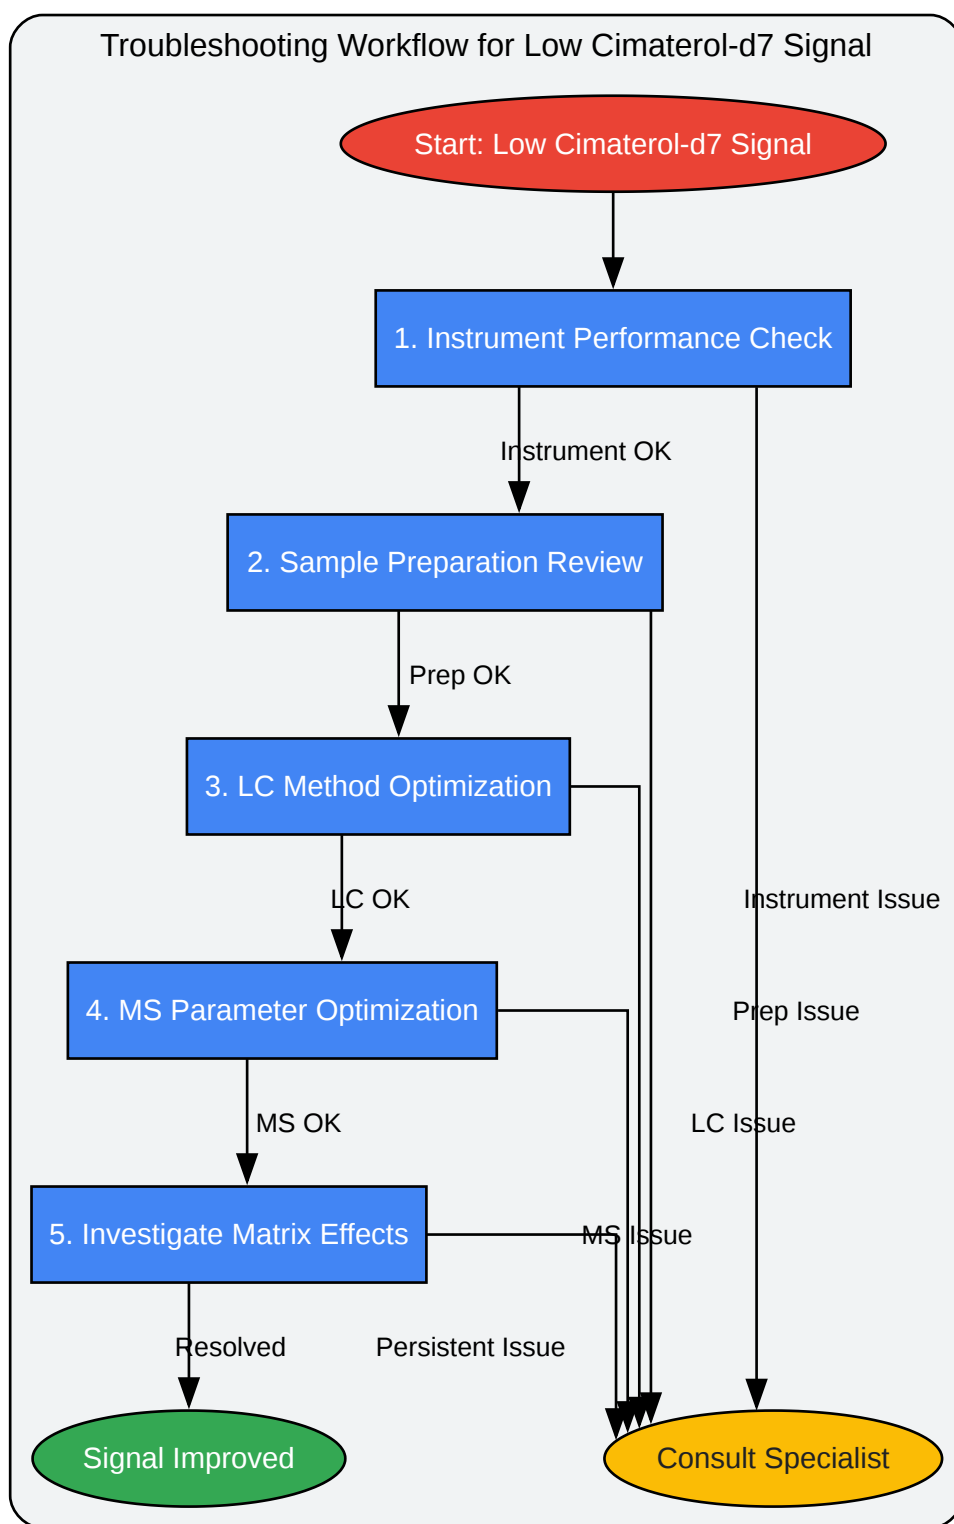 Troubleshooting Workflow for Low Cimaterol-d7 Signal
Start: Low Cimaterol-d7 Signal
1. Instrument Performance Check
Instrument OK
2. Sample Preparation Review
Prep OK
3. LC Method Optimization
LC OK
Instrument Issue
4. MS Parameter Optimization
Prep Issue
MS OK
LC Issue
5. Investigate Matrix Effects
MS Issue
Resolved
Persistent Issue
Signal Improved
Consult Specialist